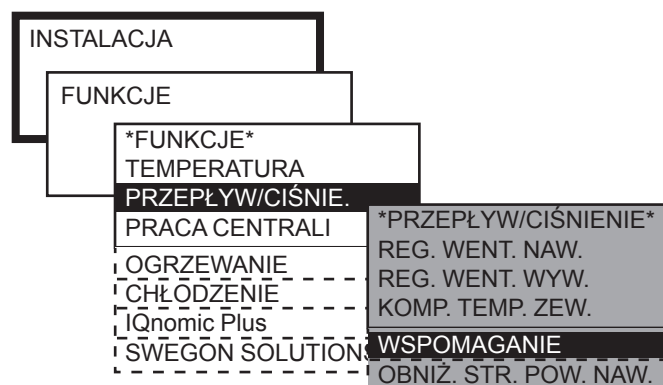 INSTALACJA
FUNKCJE
*FUNKCJE*
TEMPERATURA
PRZEPŁYW/CIŚNIE.
PRACA CENTRALI
OGRZEWANIE
CHŁODZENIE
IQnomic Plus
SWEGON SOLUTIONS
*PRZEPŁYW/CIŚNIENIE*
REG. WENT. NAW.
REG. WENT. WYW.
KOMP. TEMP. ZEW.
WSPOMAGANIE
OBNIŻ. STR. POW. NAW.